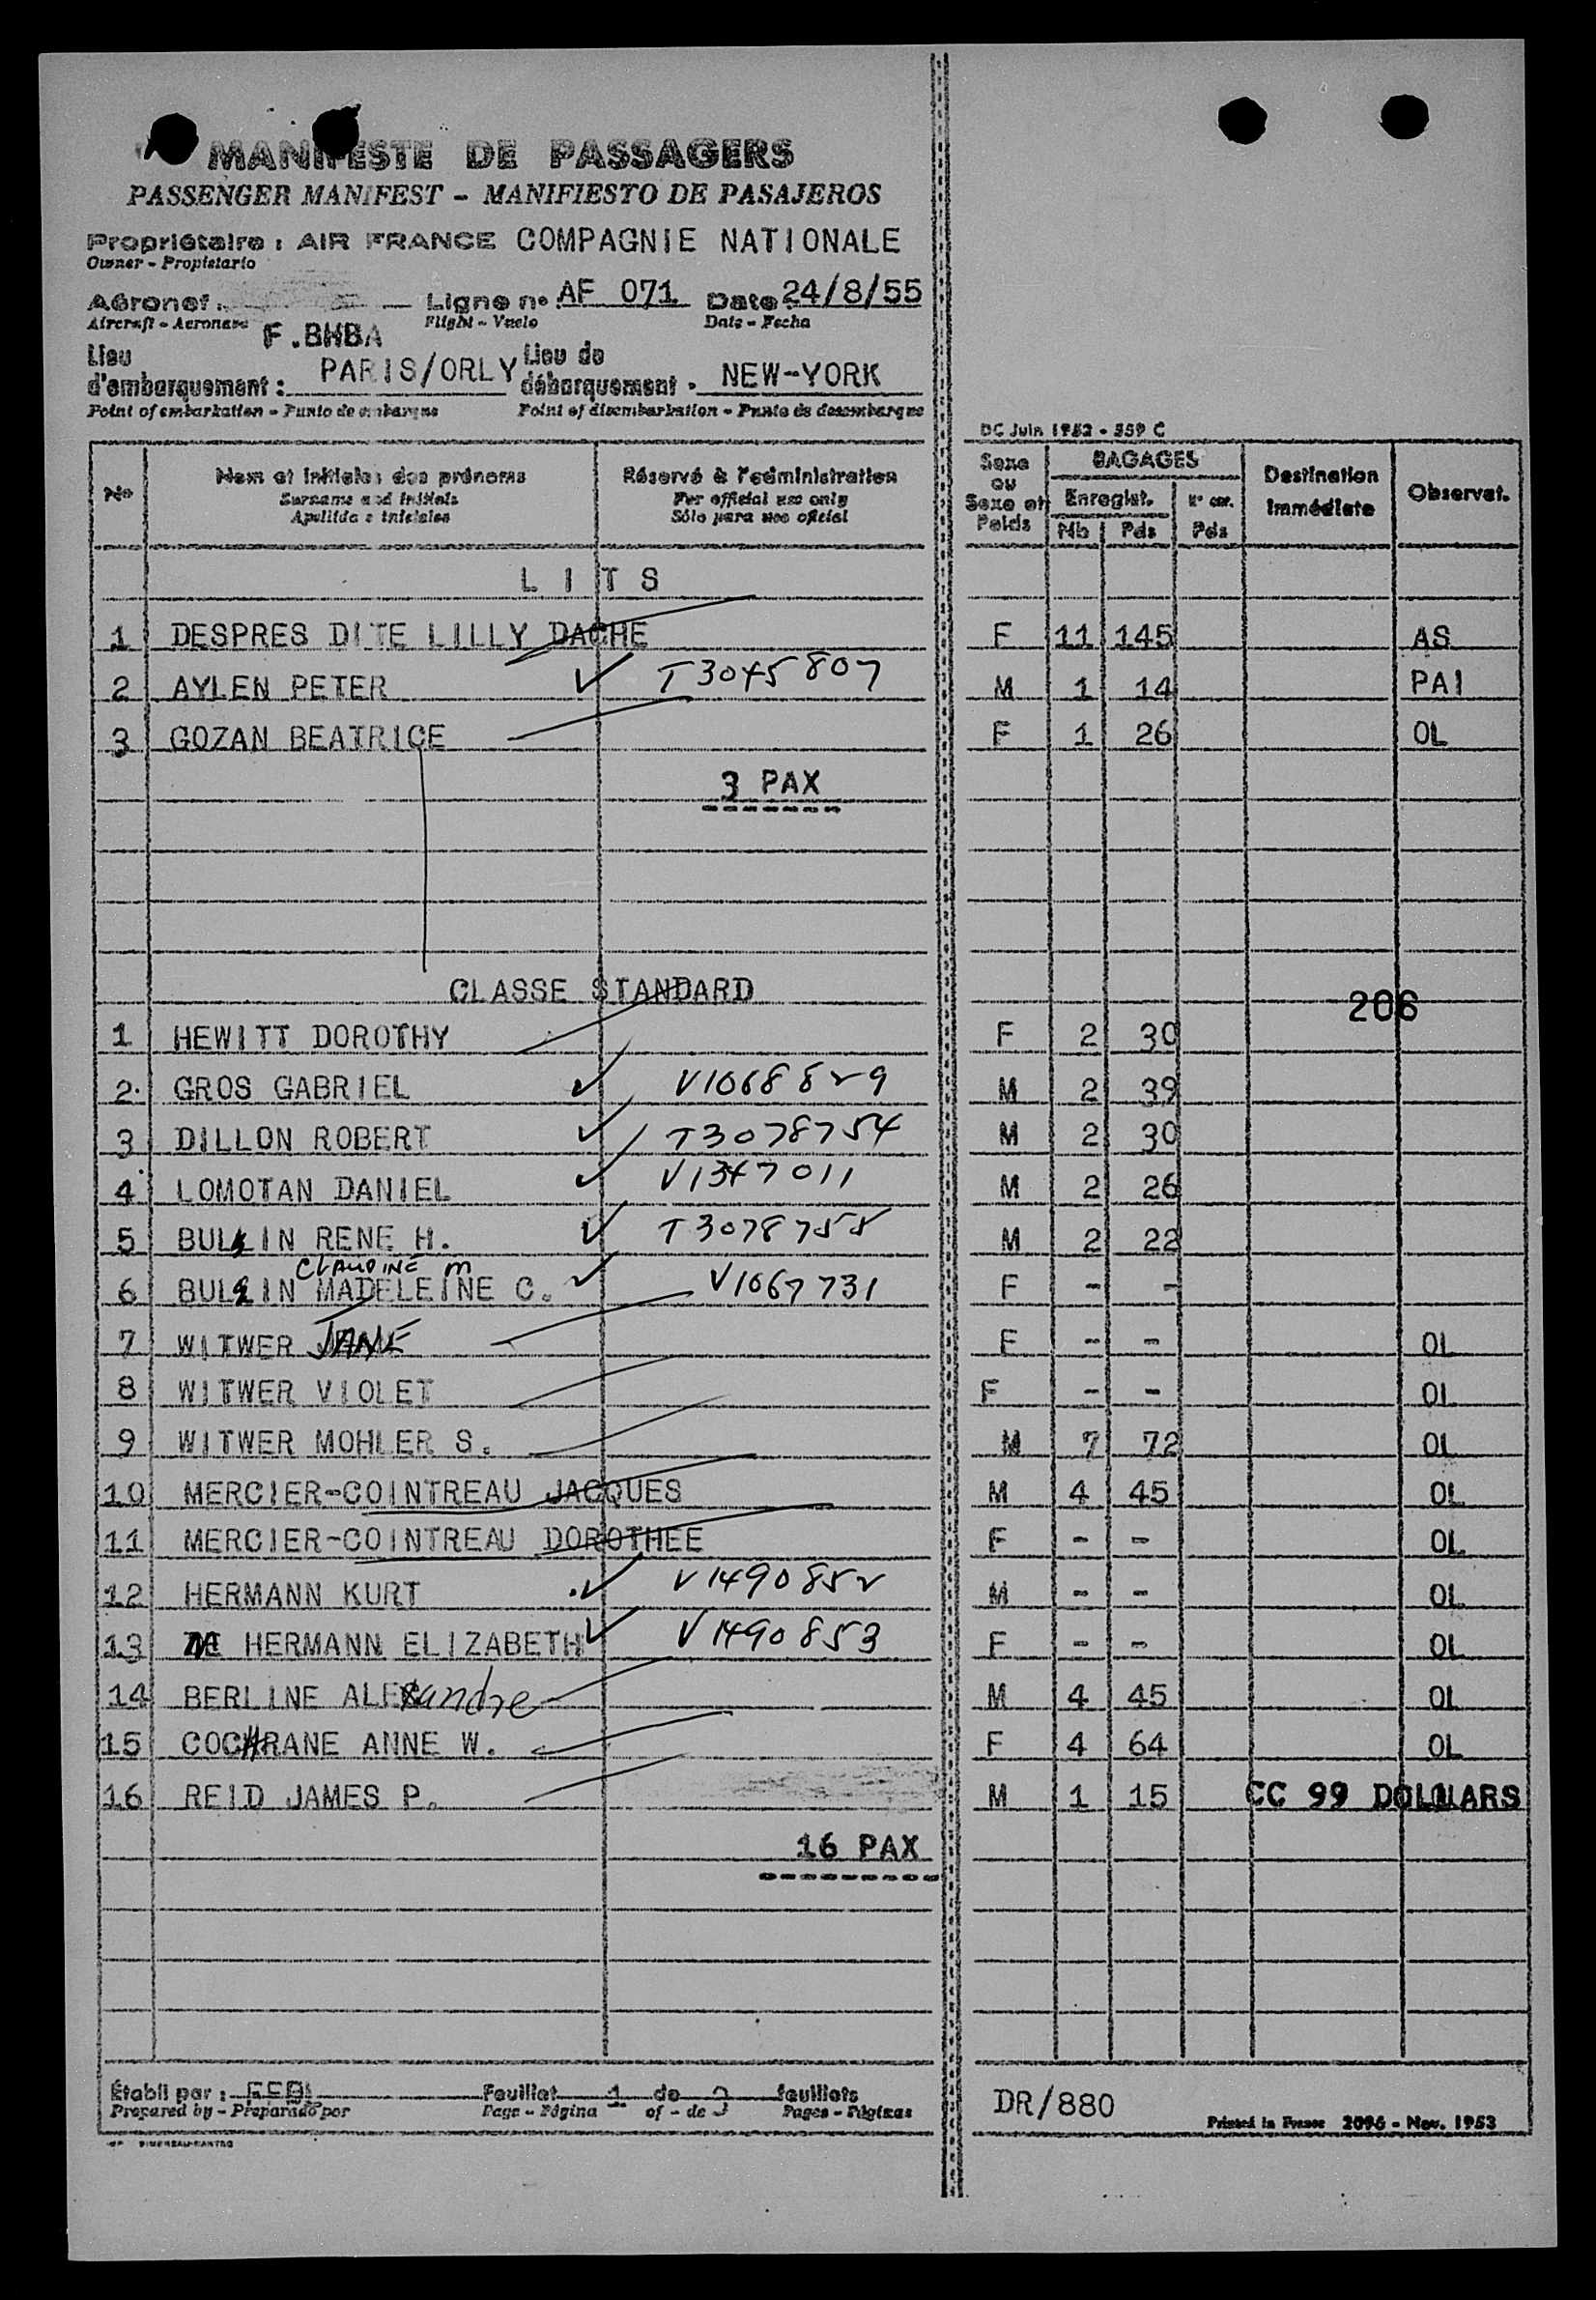 MANIFESTE DE PASSAGERS
PASSENGER MANIFEST - MANIFIESTO DE PASAJEROS
Propriétaire : AIR FRANCE COMPAGNIE NATIONALE
Owner - Propietario
Aéronef : F.BHBA Ligne n° AF 071 Date 24/8/55
Aircraft - Aeronave Flight - Vuelo Date - Fecha
Lieu d'embarquement : PARIS/ORLY Lieu de débarquement : NEW-YORK
Point of embarkation - Punto de embarque Point of disembarkation - Punto de desembarque
DC Juin 1952 - 559 C
N° Nom et initiales des prénoms Réservé à l'administration Sexe ou Sexe et Poids BAGAGES Destination Immédiate Observat.
Surname and initials For official use only Enregist.
Apellido e iniciales Sólo para uso oficial Mb Pds Pds
L I T S
1 DESPRES DITE LILLY DACHE F 11 145 AS
2 AYLEN PETER ✓ T3045807 M 1 14 PAI
3 GOZAN BEATRICE F 1 26 OL
3 PAX
CLASSE STANDARD
206
1 HEWITT DOROTHY F 2 30
2 GROS GABRIEL ✓ V1068829 M 2 39
3 DILLON ROBERT ✓ T3078754 M 2 30
4 LOMOTAN DANIEL ✓ V1347011 M 2 26
5 BUL IN RENE H. ✓ T3078755 M 2 22
CLAUDINE M
6 BUL IN MADELEINE C. ✓ V1067731 F - -
7 WITWER JANE F - - OL
8 WITWER VIOLET F - - OL
9 WITWER MOHLER S. M 7 72 OL
10 MERCIER-COINTREAU JACQUES M 4 45 OL
11 MERCIER-COINTREAU DOROTHEE F - - OL
12 HERMANN KURT ✓ V1490852 M - - OL
13 HERMANN ELIZABETH ✓ V1490853 F - - OL
14 BERLINE ALEXandre M 4 45 OL
15 COCHRANE ANNE W. F 4 64 OL
16 REID JAMES P. M 1 15 CC 99 DOLLARS
16 PAX
Établi par : Feuillet 1 de 3 feuillets
Prepared by - Preparado por Page - Página of - de Pages - Páginas
DR/880
Printed in France 2096 - Nov. 1953